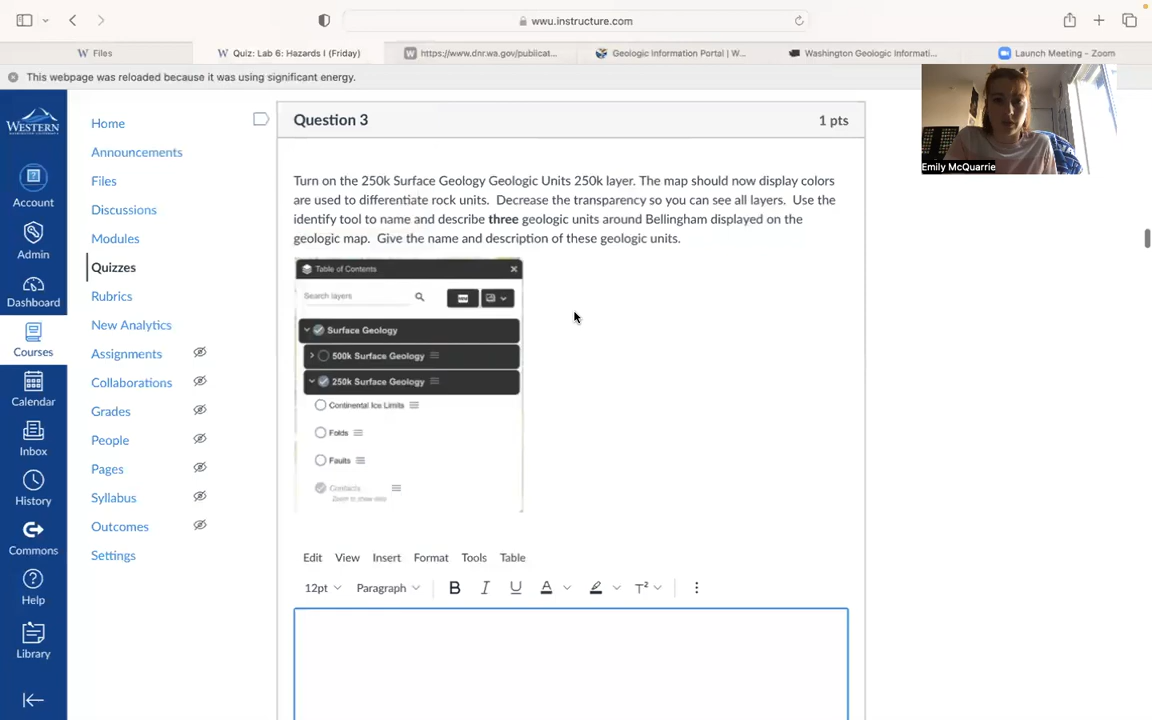 wwu.instructure.com
Files
Quiz: Lab 6: Hazards I (Friday)
https://www.dnr.wa.gov/publicat...
Geologic Information Portal | W...
Washington Geologic Informati...
Launch Meeting - Zoom
This webpage was reloaded because it was using significant energy.
WESTERN
Account
Admin
Dashboard
Courses
Calendar
Inbox
History
Commons
Help
Library
Home
Announcements
Files
Discussions
Modules
Quizzes
Rubrics
New Analytics
Assignments
Collaborations
Grades
People
Pages
Syllabus
Outcomes
Settings
Question 3
1 pts
Turn on the 250k Surface Geology Geologic Units 250k layer. The map should now display colors
are used to differentiate rock units. Decrease the transparency so you can see all layers. Use the
identify tool to name and describe three geologic units around Bellingham displayed on the
geologic map. Give the name and description of these geologic units.
Table of Contents
Search layers
Surface Geology
500k Surface Geology
250k Surface Geology
Continental Ice Limits
Folds
Faults
Contacts
Zoom to show data
Edit View Insert Format Tools Table
12pt Paragraph B I U A T²
Emily McQuarrie